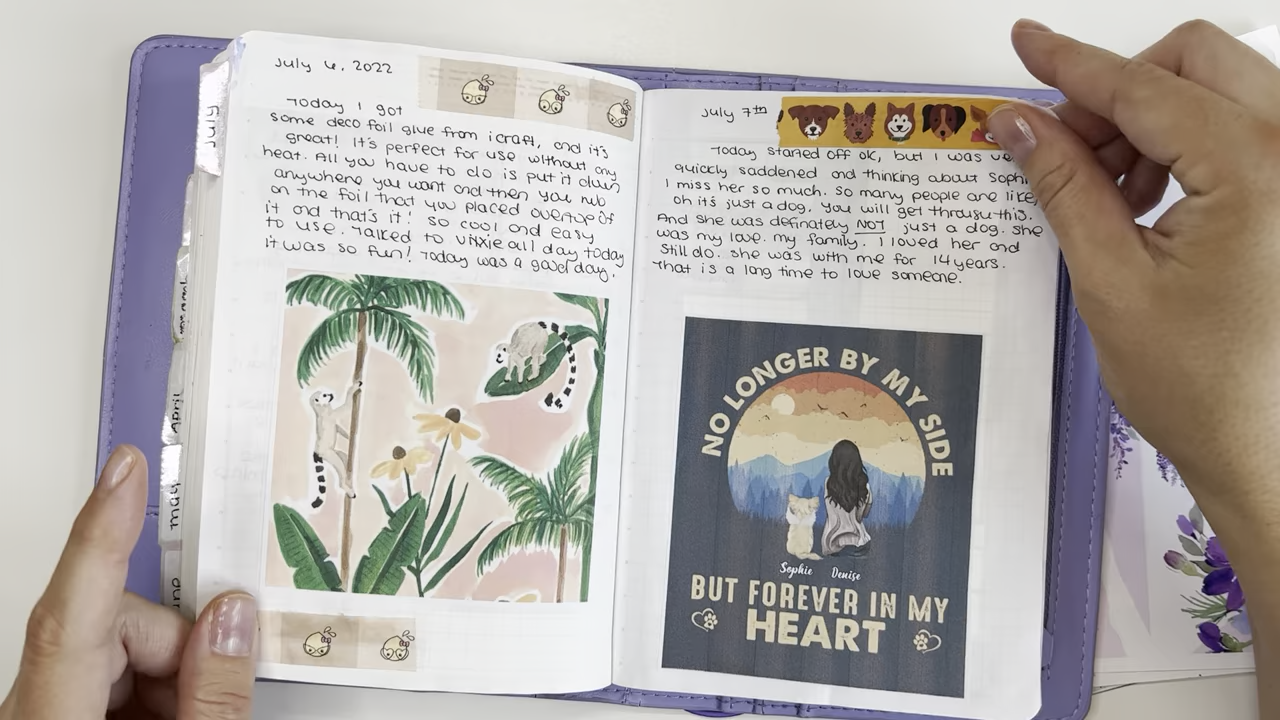 July 6, 2022
Today I got
some deco foil glue from icraft, and it's
great! It's perfect for use without any
heat. All you have to do is put it down
anywhere you want and then you rub
on the foil that you placed overtop of
it and that's it! So cool and easy
to use. Talked to Vixxie all day today
it was so fun! Today was a good day.
July 7th
Today started off ok, but I was
quickly saddened and thinking about
I miss her so much. So many people are like
oh it's just a dog. You will get through this.
And she was definately NOT just a dog. she
was my love. my family. I loved her and
still do. she was with me for 14 years.
that is a long time to love someone.
NO LONGER BY MY SIDE
Sophie Denise
BUT FOREVER IN MY
HEART
July
April